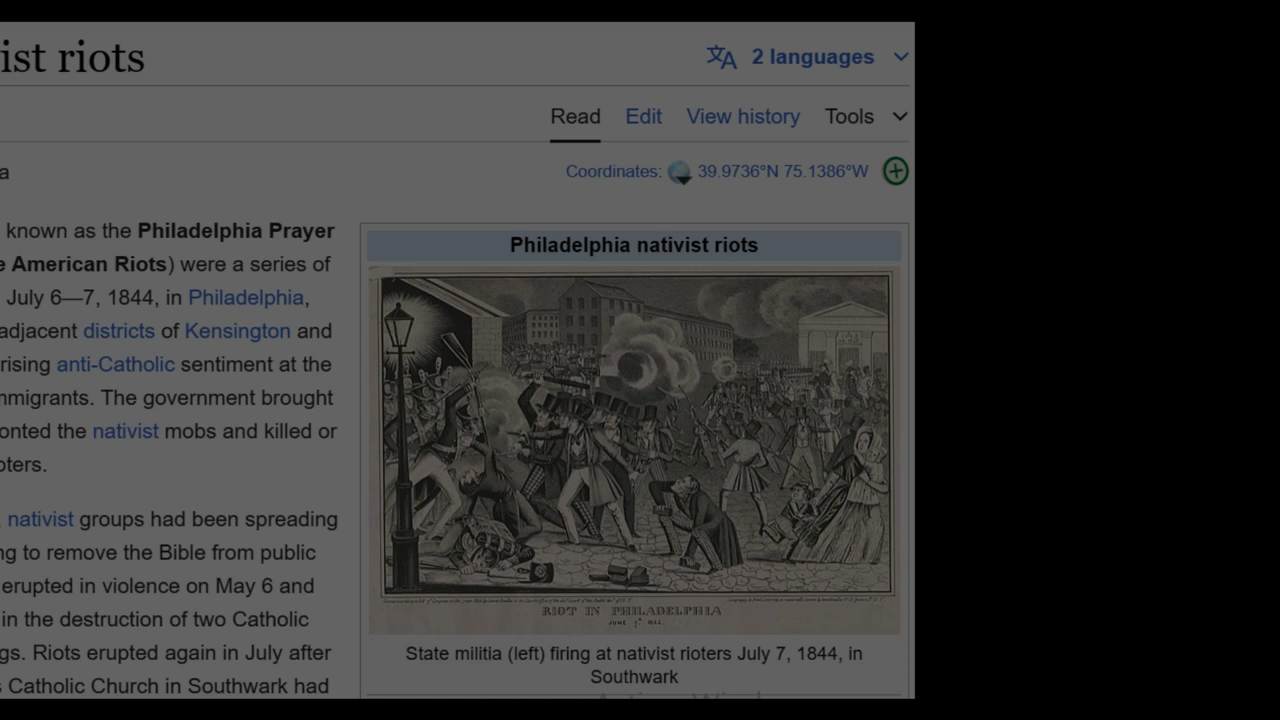 ist riots
2 languages
Read Edit View history Tools
a
Coordinates: 39.9736°N 75.1386°W
known as the Philadelphia Prayer
e American Riots) were a series of
July 6—7, 1844, in Philadelphia,
adjacent districts of Kensington and
rising anti-Catholic sentiment at the
mmigrants. The government brought
onted the nativist mobs and killed or
oters.
, nativist groups had been spreading
ng to remove the Bible from public
erupted in violence on May 6 and
in the destruction of two Catholic
gs. Riots erupted again in July after
s Catholic Church in Southwark had
Philadelphia nativist riots
RIOT IN PHILADELPHIA
State militia (left) firing at nativist rioters July 7, 1844, in
Southwark